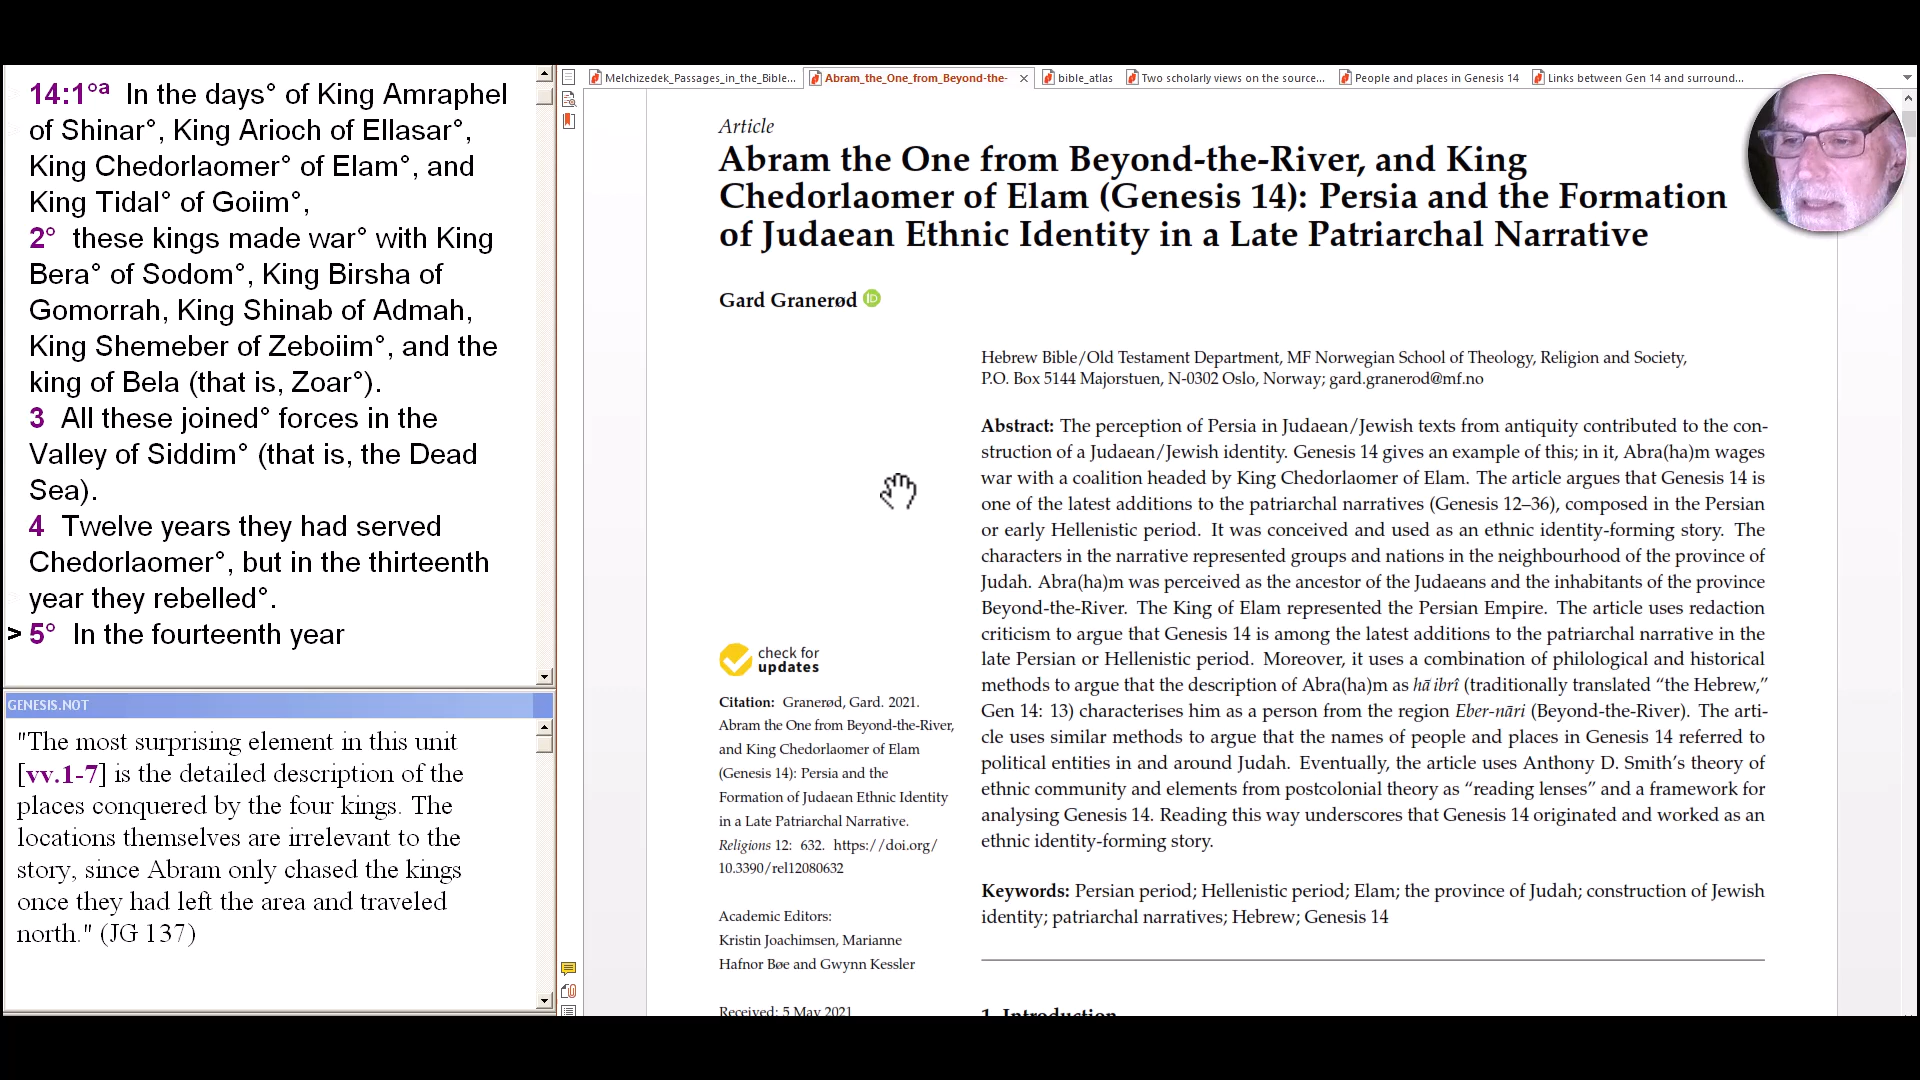 14:1°a In the days° of King Amraphel
of Shinar°, King Arioch of Ellasar°,
King Chedorlaomer° of Elam°, and
King Tidal° of Goiim°,
2° these kings made war° with King
Bera° of Sodom°, King Birsha of
Gomorrah, King Shinab of Admah,
King Shemeber of Zeboiim°, and the
king of Bela (that is, Zoar°).
3 All these joined° forces in the
Valley of Siddim° (that is, the Dead
Sea).
4 Twelve years they had served
Chedorlaomer°, but in the thirteenth
year they rebelled°.
> 5° In the fourteenth year
GENESIS.NOT
"The most surprising element in this unit
[vv.1-7] is the detailed description of the
places conquered by the four kings. The
locations themselves are irrelevant to the
story, since Abram only chased the kings
once they had left the area and traveled
north." (JG 137)
Melchizedek_Passages_in_the_Bible...
Abram_the_One_from_Beyond-the-
bible_atlas
Two scholarly views on the source...
People and places in Genesis 14
Links between Gen 14 and surround...
Article
Abram the One from Beyond-the-River, and King
Chedorlaomer of Elam (Genesis 14): Persia and the Formation
of Judaean Ethnic Identity in a Late Patriarchal Narrative
Gard Granerød iD
Hebrew Bible/Old Testament Department, MF Norwegian School of Theology, Religion and Society,
P.O. Box 5144 Majorstuen, N-0302 Oslo, Norway; gard.granerod@mf.no
Abstract: The perception of Persia in Judaean/Jewish texts from antiquity contributed to the con-
struction of a Judaean/Jewish identity. Genesis 14 gives an example of this; in it, Abra(ha)m wages
war with a coalition headed by King Chedorlaomer of Elam. The article argues that Genesis 14 is
one of the latest additions to the patriarchal narratives (Genesis 12–36), composed in the Persian
or early Hellenistic period. It was conceived and used as an ethnic identity-forming story. The
characters in the narrative represented groups and nations in the neighbourhood of the province of
Judah. Abra(ha)m was perceived as the ancestor of the Judaeans and the inhabitants of the province
Beyond-the-River. The King of Elam represented the Persian Empire. The article uses redaction
criticism to argue that Genesis 14 is among the latest additions to the patriarchal narrative in the
late Persian or Hellenistic period. Moreover, it uses a combination of philological and historical
methods to argue that the description of Abra(ha)m as hā ibrî (traditionally translated “the Hebrew,”
Gen 14: 13) characterises him as a person from the region Eber-nāri (Beyond-the-River). The arti-
cle uses similar methods to argue that the names of people and places in Genesis 14 referred to
political entities in and around Judah. Eventually, the article uses Anthony D. Smith’s theory of
ethnic community and elements from postcolonial theory as “reading lenses” and a framework for
analysing Genesis 14. Reading this way underscores that Genesis 14 originated and worked as an
ethnic identity-forming story.
Keywords: Persian period; Hellenistic period; Elam; the province of Judah; construction of Jewish
identity; patriarchal narratives; Hebrew; Genesis 14
1. Introduction
check for
updates
Citation: Granerød, Gard. 2021.
Abram the One from Beyond-the-River,
and King Chedorlaomer of Elam
(Genesis 14): Persia and the
Formation of Judaean Ethnic Identity
in a Late Patriarchal Narrative.
Religions 12: 632. https://doi.org/
10.3390/rel12080632
Academic Editors:
Kristin Joachimsen, Marianne
Hafnor Bøe and Gwynn Kessler
Received: 5 May 2021